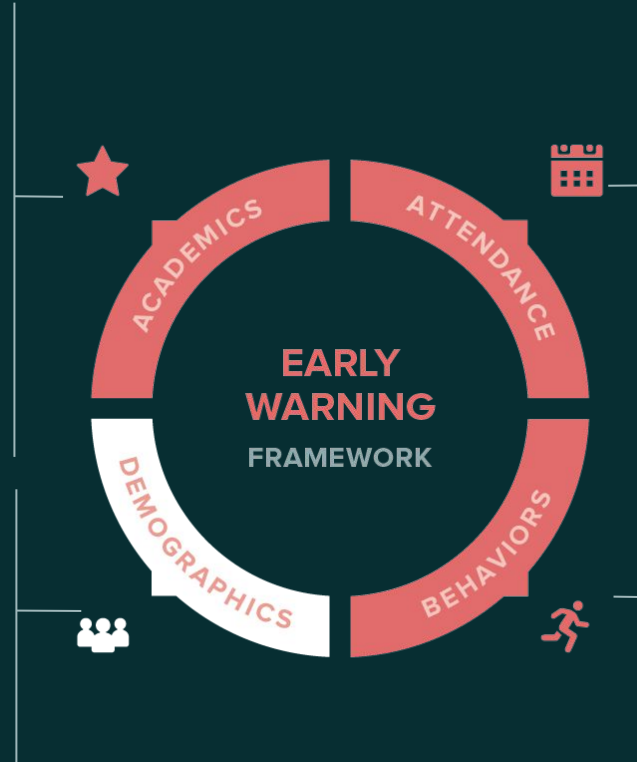 ACADEMICS
ATTENDANCE
EARLY
WARNING
FRAMEWORK
DEMOGRAPHICS
BEHAVIORS